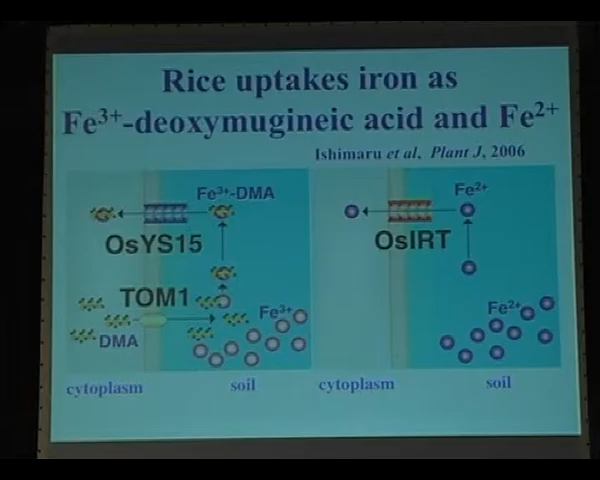 Rice uptakes iron as
Fe³⁺-deoxymugineic acid and Fe²⁺
Ishimaru et al, Plant J, 2006
Fe³⁺-DMA
Fe²⁺
OsYS15
OsIRT
TOM1
Fe³⁺
Fe²⁺
DMA
cytoplasm
soil
cytoplasm
soil